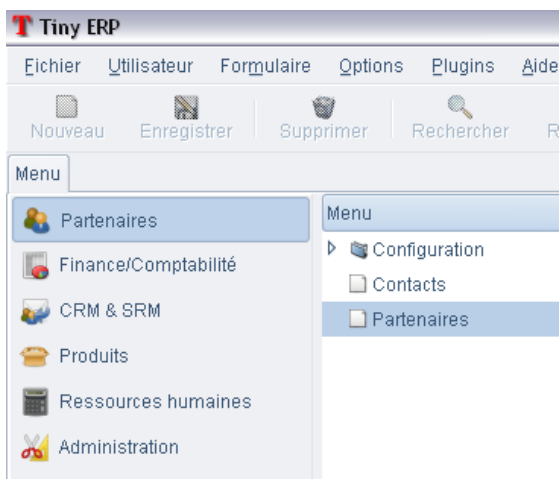 Tiny ERP
Fichier Utilisateur Formulaire Options Plugins Aide
Nouveau Enregistrer Supprimer Rechercher R
Menu
Partenaires
Finance/Comptabilité
CRM & SRM
Produits
Ressources humaines
Administration
Menu
Configuration
Contacts
Partenaires